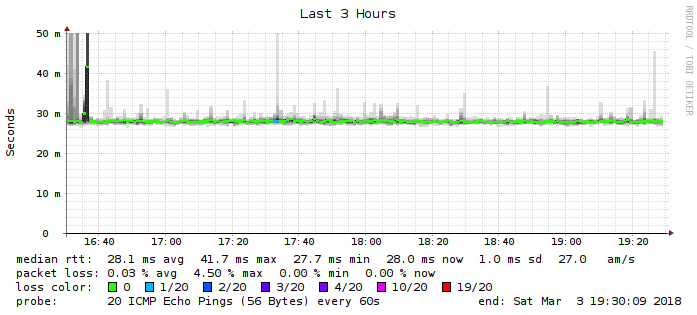 Last 3 Hours
RRDTOOL / TOBI OETIKER
Seconds
50 m
40 m
30 m
20 m
10 m
0
16:40 17:00 17:20 17:40 18:00 18:20 18:40 19:00 19:20
median rtt: 28.1 ms avg 41.7 ms max 27.7 ms min 28.0 ms now 1.0 ms sd 27.0 am/s
packet loss: 0.03 % avg 4.50 % max 0.00 % min 0.00 % now
loss color: 0 1/20 2/20 3/20 4/20 10/20 19/20
probe: 20 ICMP Echo Pings (56 Bytes) every 60s end: Sat Mar 3 19:30:09 2018